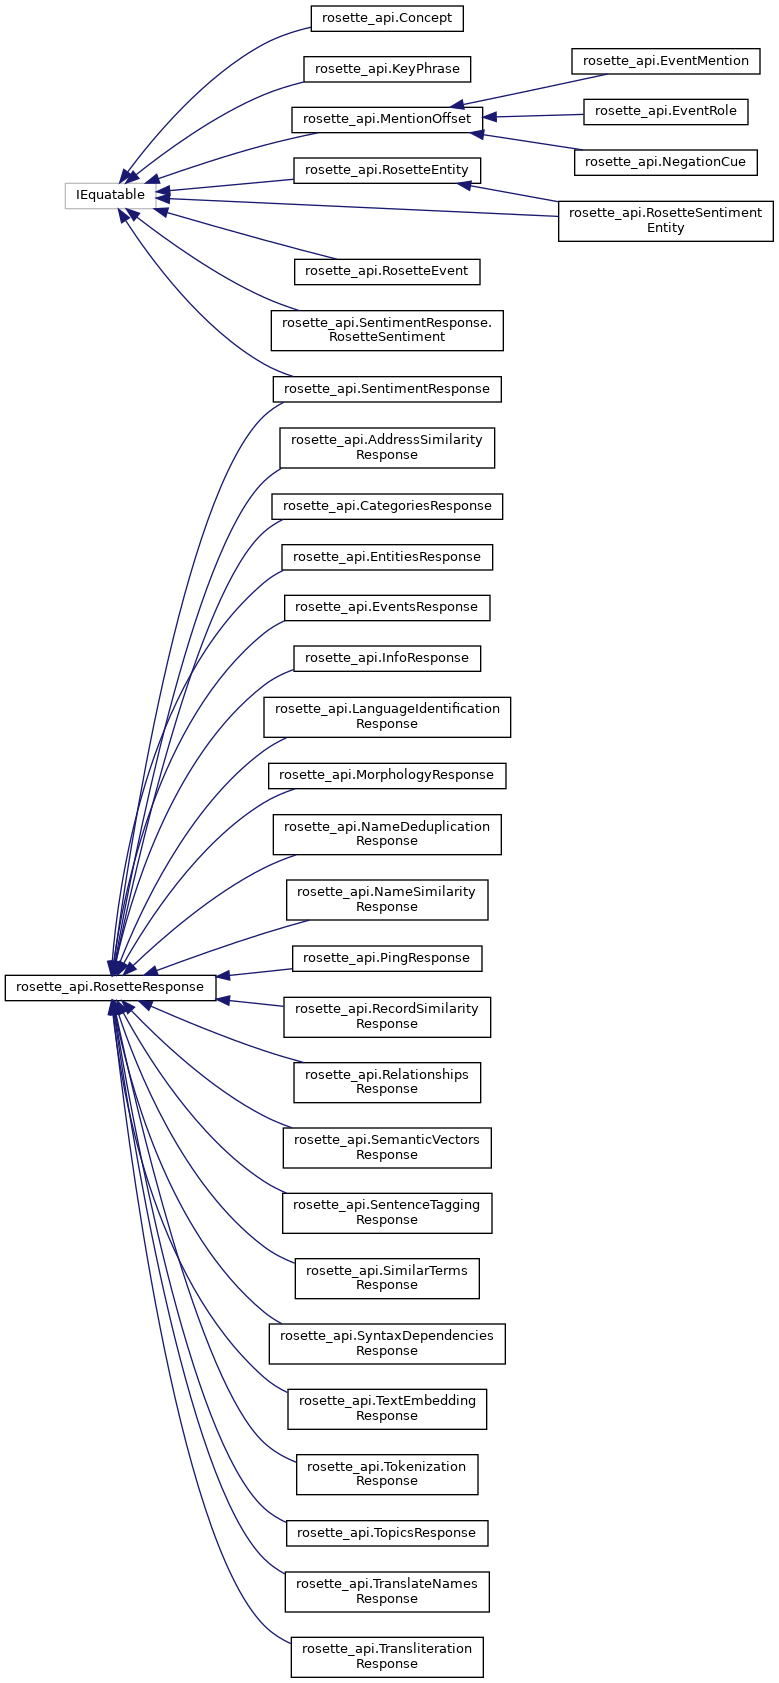 rosette_api.Concept
rosette_api.KeyPhrase
rosette_api.EventMention
rosette_api.MentionOffset
rosette_api.EventRole
rosette_api.NegationCue
rosette_api.RosetteEntity
IEquatable
rosette_api.RosetteSentiment
Entity
rosette_api.RosetteEvent
rosette_api.SentimentResponse.
RosetteSentiment
rosette_api.SentimentResponse
rosette_api.AddressSimilarity
Response
rosette_api.CategoriesResponse
rosette_api.EntitiesResponse
rosette_api.EventsResponse
rosette_api.InfoResponse
rosette_api.LanguageIdentification
Response
rosette_api.MorphologyResponse
rosette_api.NameDeduplication
Response
rosette_api.NameSimilarity
Response
rosette_api.PingResponse
rosette_api.RosetteResponse
rosette_api.RecordSimilarity
Response
rosette_api.Relationships
Response
rosette_api.SemanticVectors
Response
rosette_api.SentenceTagging
Response
rosette_api.SimilarTerms
Response
rosette_api.SyntaxDependencies
Response
rosette_api.TextEmbedding
Response
rosette_api.Tokenization
Response
rosette_api.TopicsResponse
rosette_api.TranslateNames
Response
rosette_api.Transliteration
Response